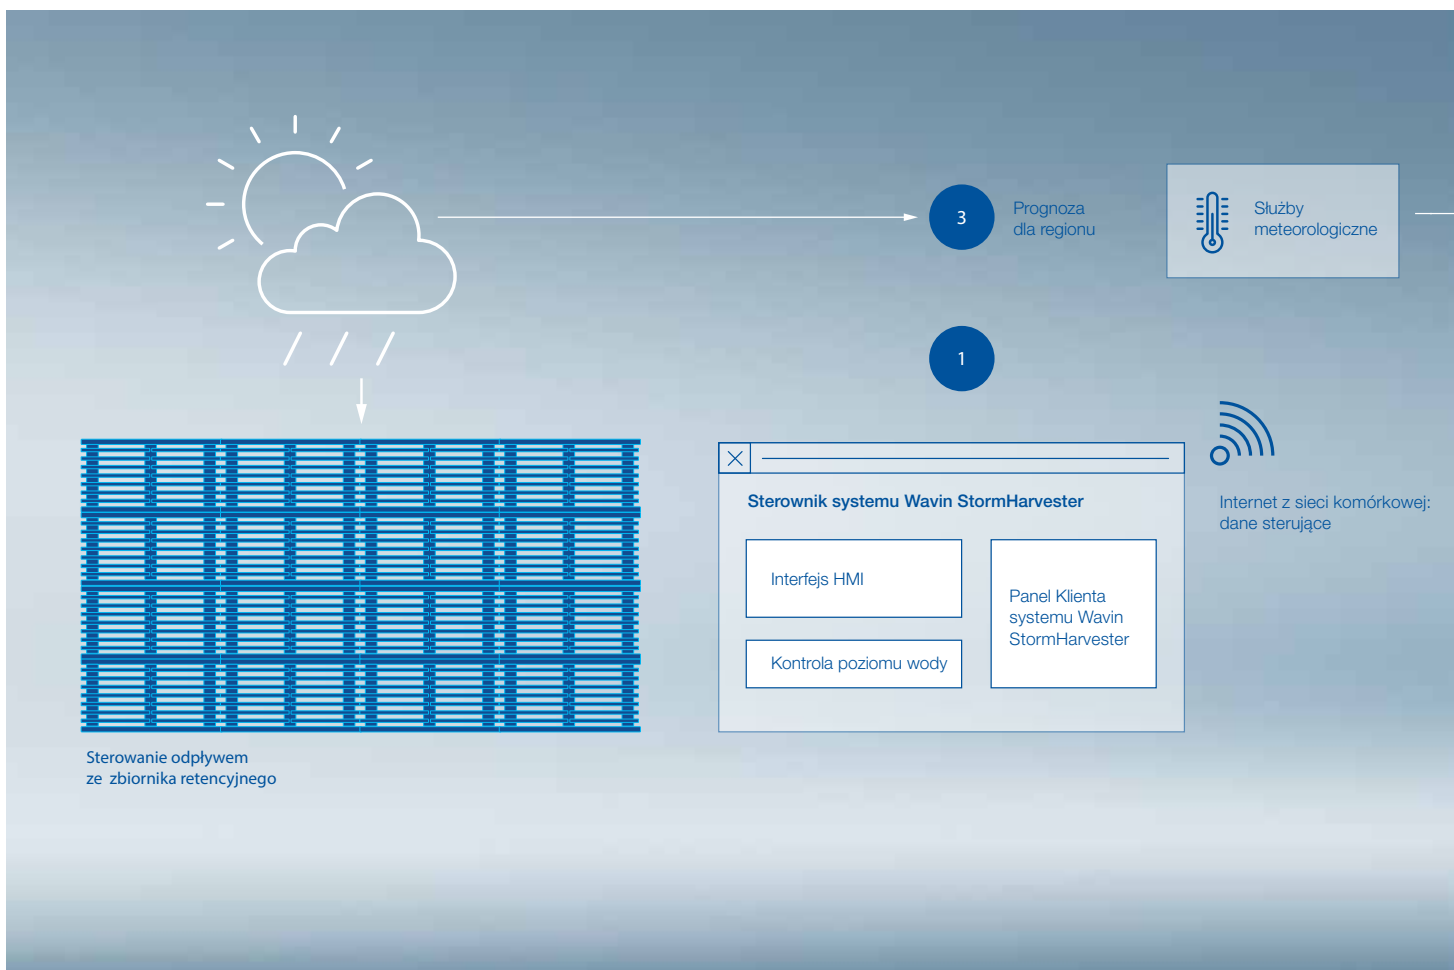 3
Prognoza
dla regionu
Służby
meteorologiczne
1
Sterownik systemu Wavin StormHarvester
Interfejs HMI
Kontrola poziomu wody
Panel Klienta
systemu Wavin
StormHarvester
Internet z sieci komórkowej:
dane sterujące
Sterowanie odpływem
ze zbiornika retencyjnego